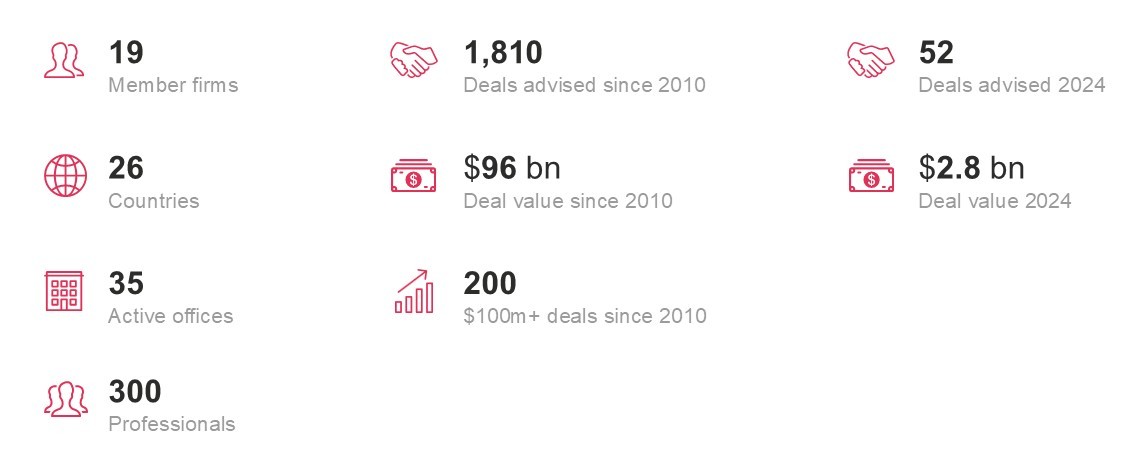 19
Member firms
26
Countries
35
Active offices
300
Professionals
1,810
Deals advised since 2010
$96 bn
Deal value since 2010
200
$100m+ deals since 2010
52
Deals advised 2024
$2.8 bn
Deal value 2024